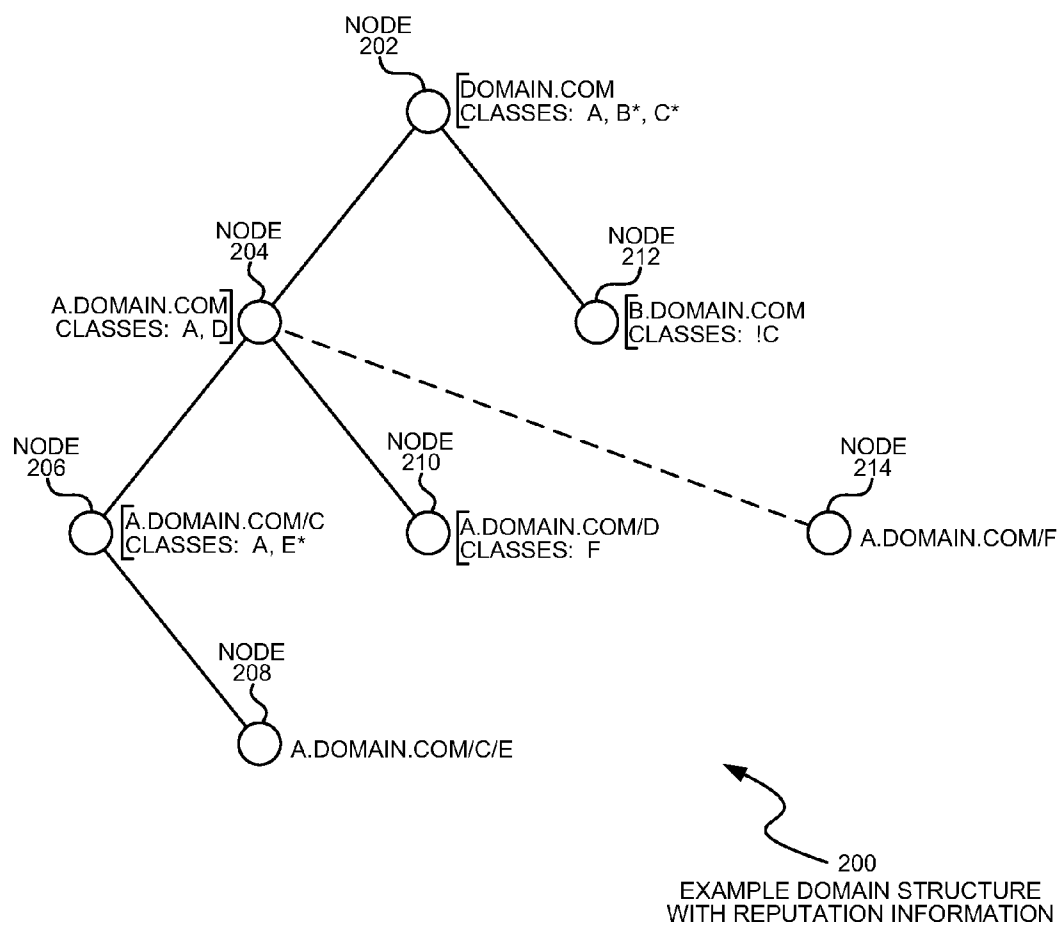 NODE
202
DOMAIN.COM
CLASSES: A, B*, C*
NODE
204
A.DOMAIN.COM
CLASSES: A, D
NODE
212
B.DOMAIN.COM
CLASSES: !C
NODE
206
A.DOMAIN.COM/C
CLASSES: A, E*
NODE
210
A.DOMAIN.COM/D
CLASSES: F
NODE
214
A.DOMAIN.COM/F
NODE
208
A.DOMAIN.COM/C/E
200
EXAMPLE DOMAIN STRUCTURE
WITH REPUTATION INFORMATION